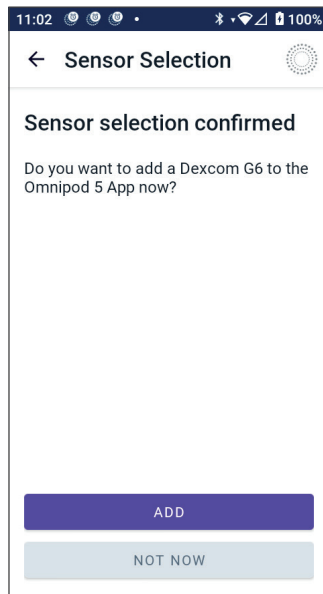 11:02 100%
Sensor Selection
Sensor selection confirmed
Do you want to add a Dexcom G6 to the
Omnipod 5 App now?
ADD
NOT NOW